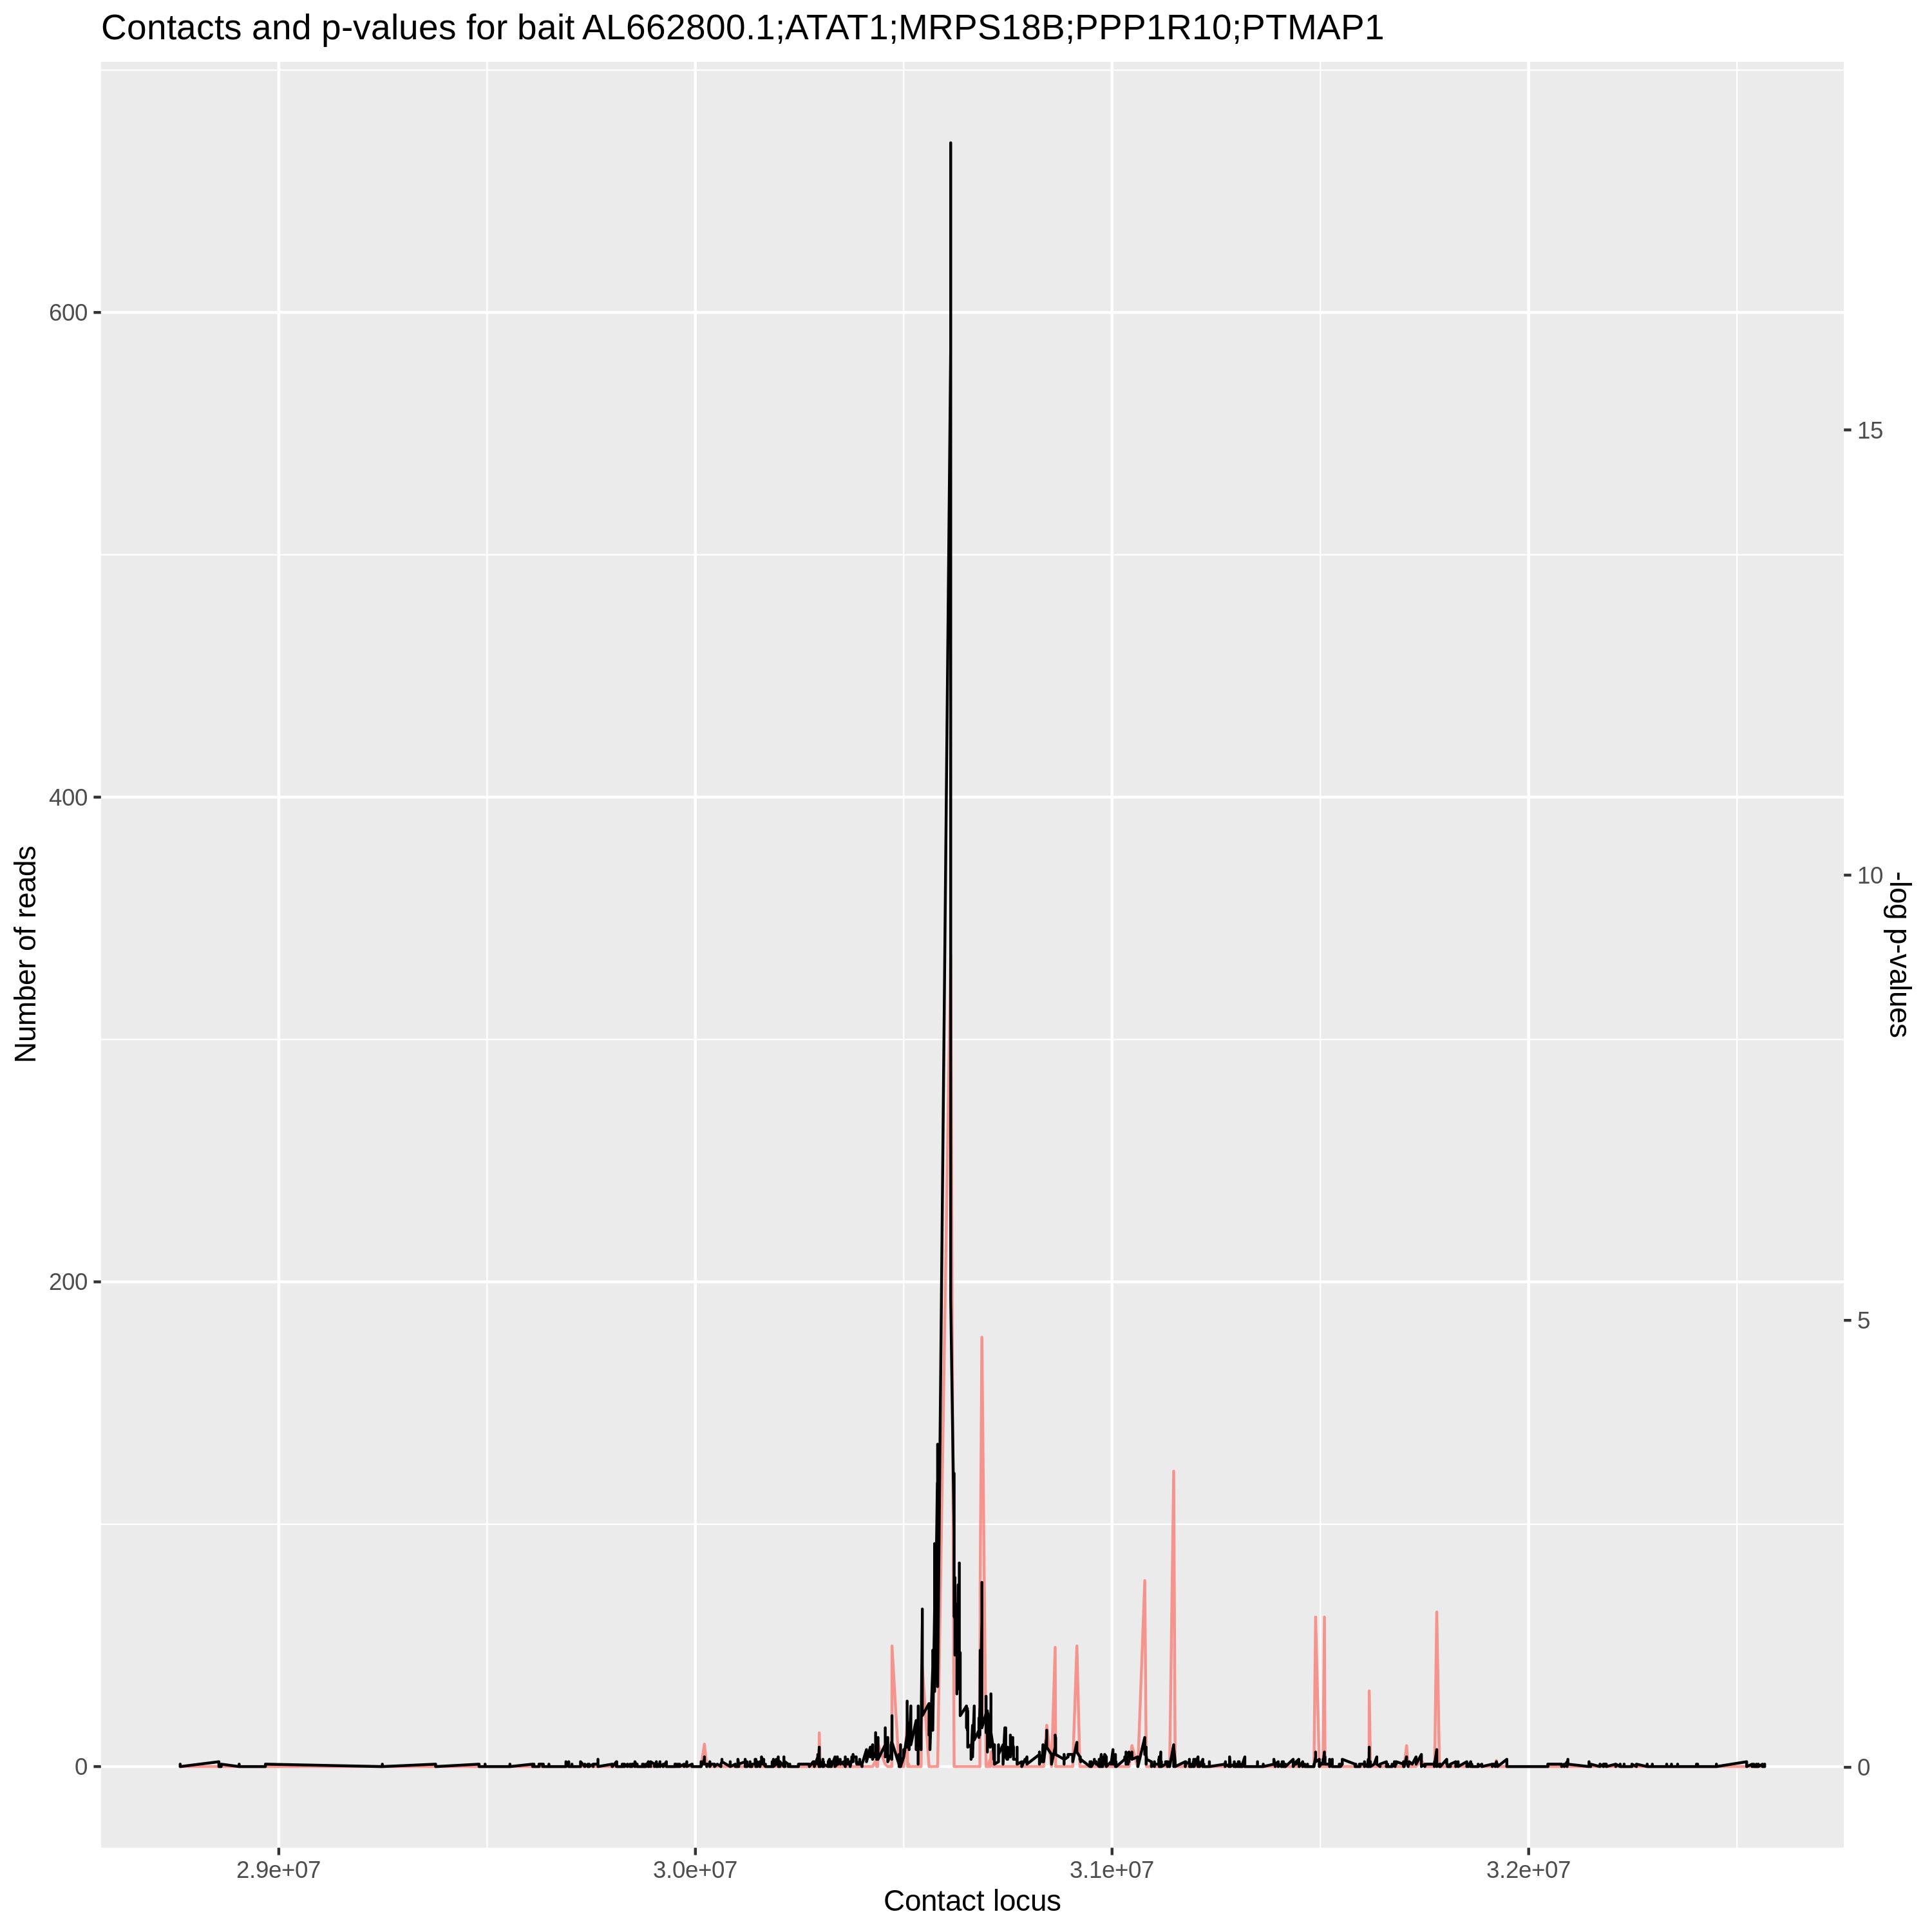 Contacts and p-values for bait AL662800.1;ATAT1;MRPS18B;PPP1R10;PTMAP1
600
400
200
0
Number of reads
15
10
5
0
-log p-values
2.9e+07 3.0e+07 3.1e+07 3.2e+07
Contact locus